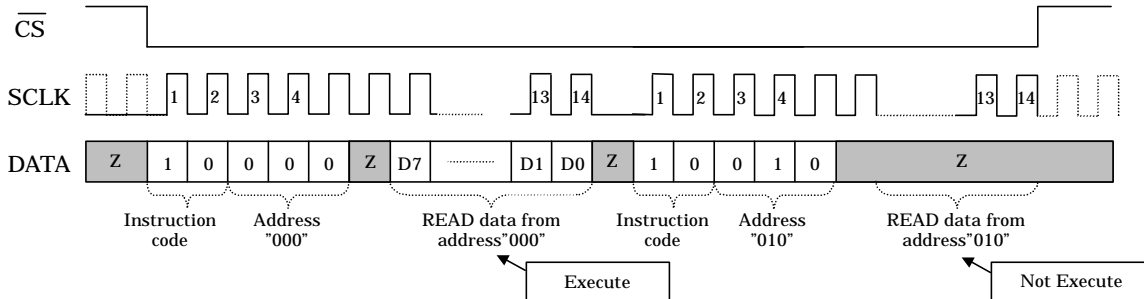 CS
SCLK 1 2 3 4 13 14 1 2 3 4 13 14
DATA Z 1 0 0 0 0 Z D7 D1 D0 Z 1 0 0 1 0 Z
Instruction code
Address "000"
READ data from address"000"
Instruction code
Address "010"
READ data from address"010"
Execute
Not Execute